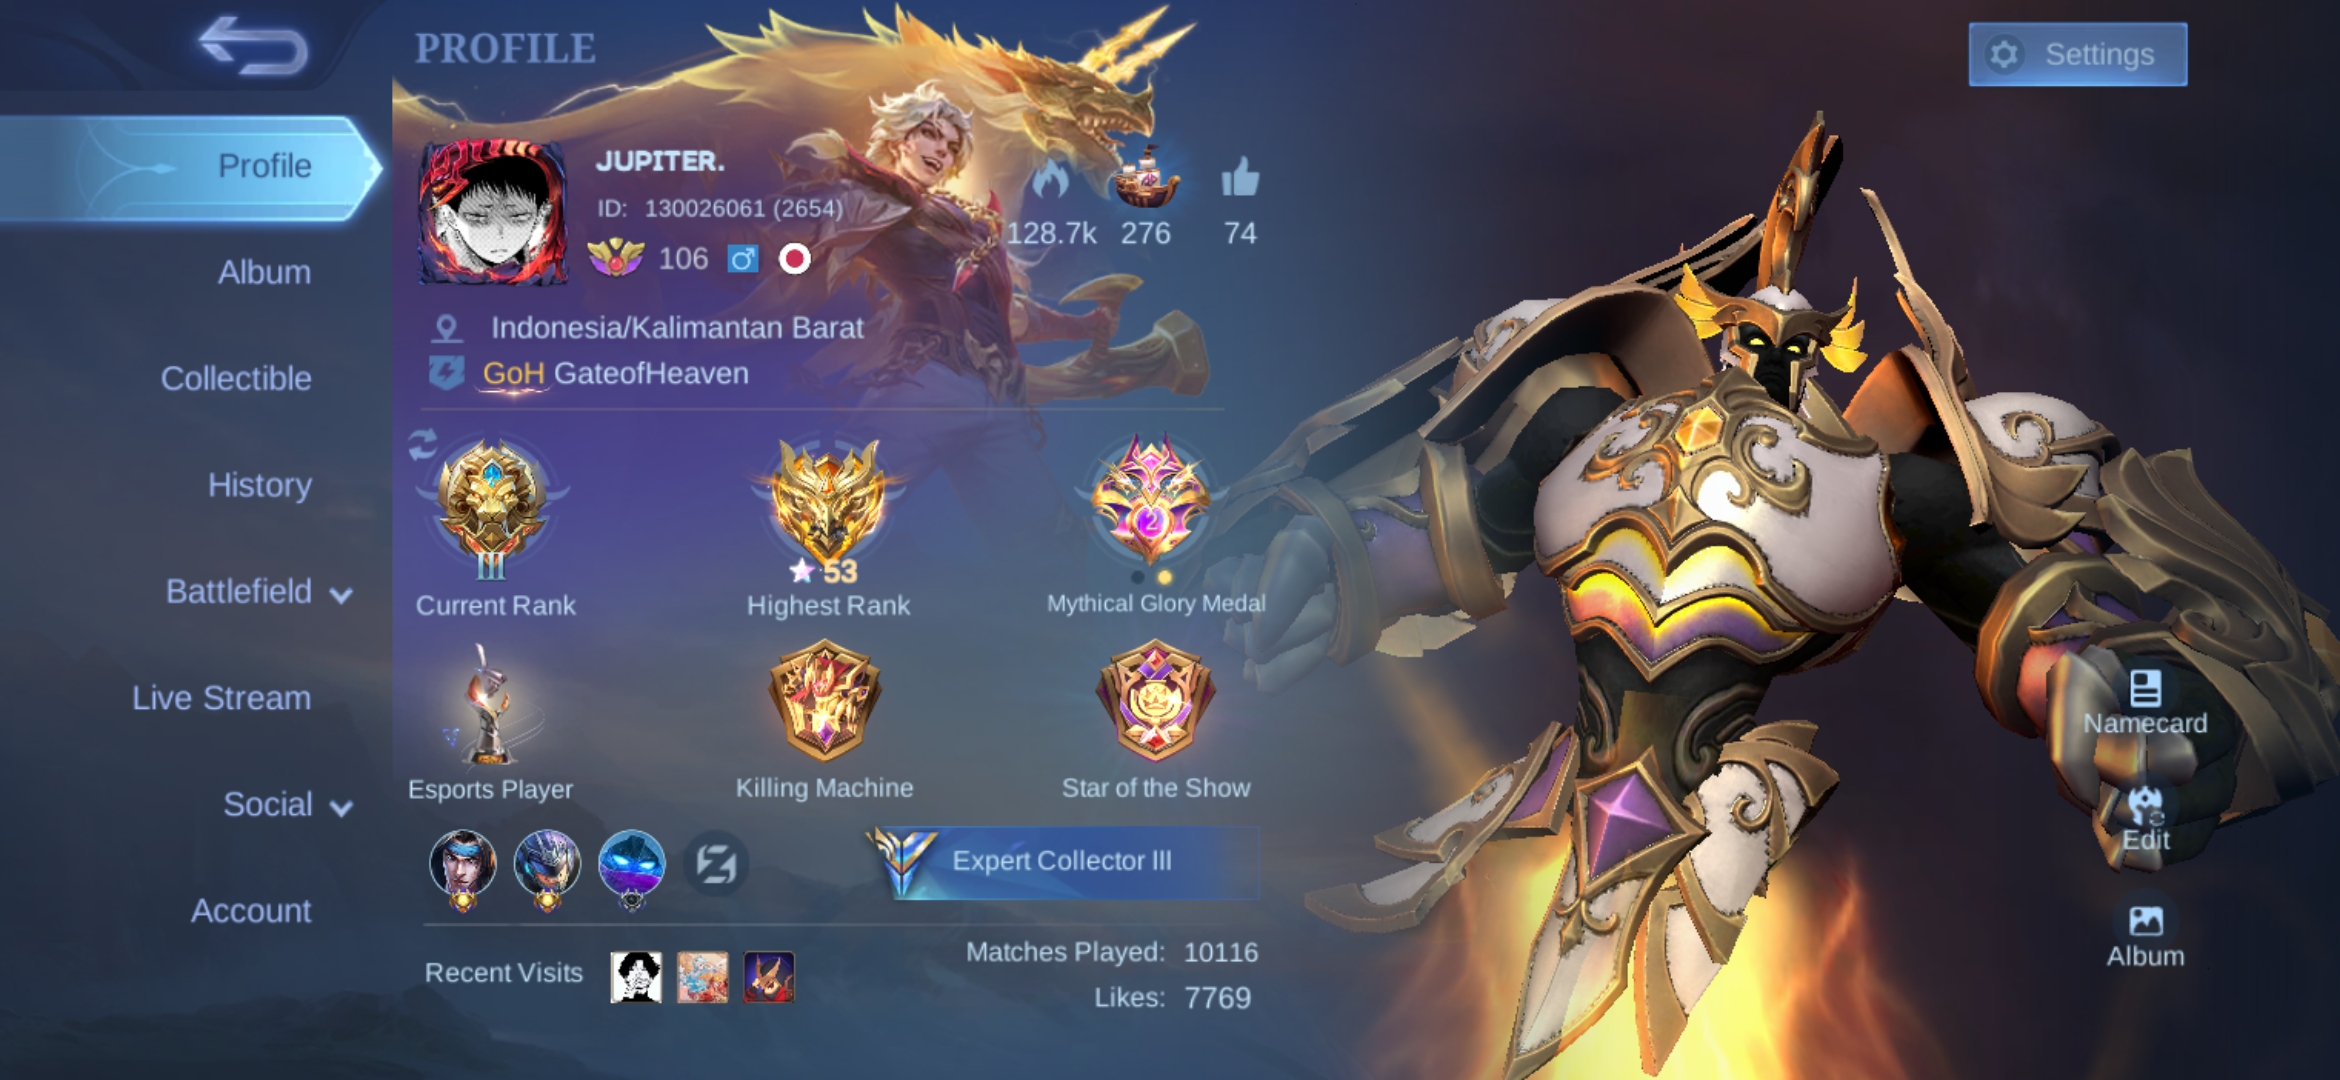 PROFILE
Settings
Profile
Album
Collectible
History
Battlefield
Live Stream
Social
Account
JUPITER.
ID: 130026061 (2654)
106
128.7k
276
74
Indonesia/Kalimantan Barat
GoH GateofHeaven
III
Current Rank
53
Highest Rank
2
Mythical Glory Medal
Esports Player
Killing Machine
Star of the Show
Expert Collector III
Recent Visits
Matches Played: 10116
Likes: 7769
Namecard
Edit
Album